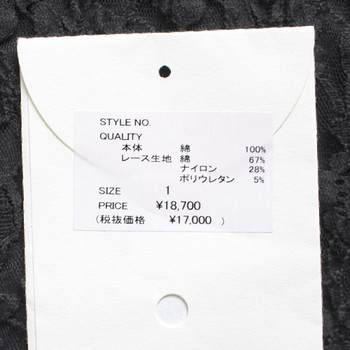 STYLE NO.
QUALITY
本体 綿 100%
レース生地 綿 67%
ナイロン 28%
ポリウレタン 5%
SIZE 1
PRICE ¥18,700
(税抜価格 ¥17,000 )